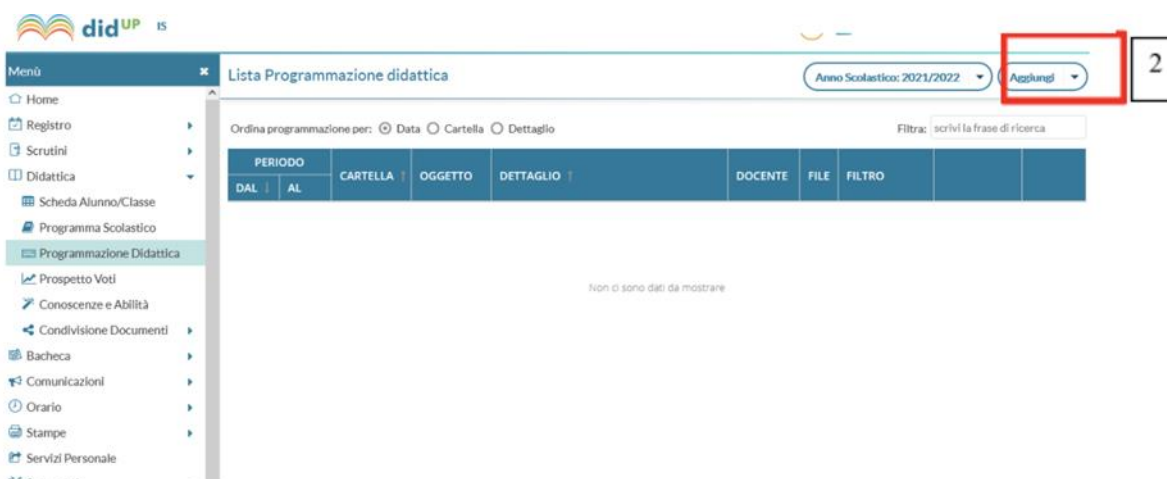 didUP IS
2
Menù
Lista Programmazione didattica
Anno Scolastico: 2021/2022
Aggiungi
Home
Registro
Ordina programmazione per: Data Cartella Dettaglio
Filtra: scrivi la frase di ricerca
Scrutini
Didattica
PERIODO
DAL AL
CARTELLA OGGETTO DETTAGLIO DOCENTE FILE FILTRO
Scheda Alunno/Classe
Programma Scolastico
Programmazione Didattica
Prospetto Voti
Non ci sono dati da mostrare
Conoscenze e Abilità
Condivisione Documenti
Bacheca
Comunicazioni
Orario
Stampe
Servizi Personale